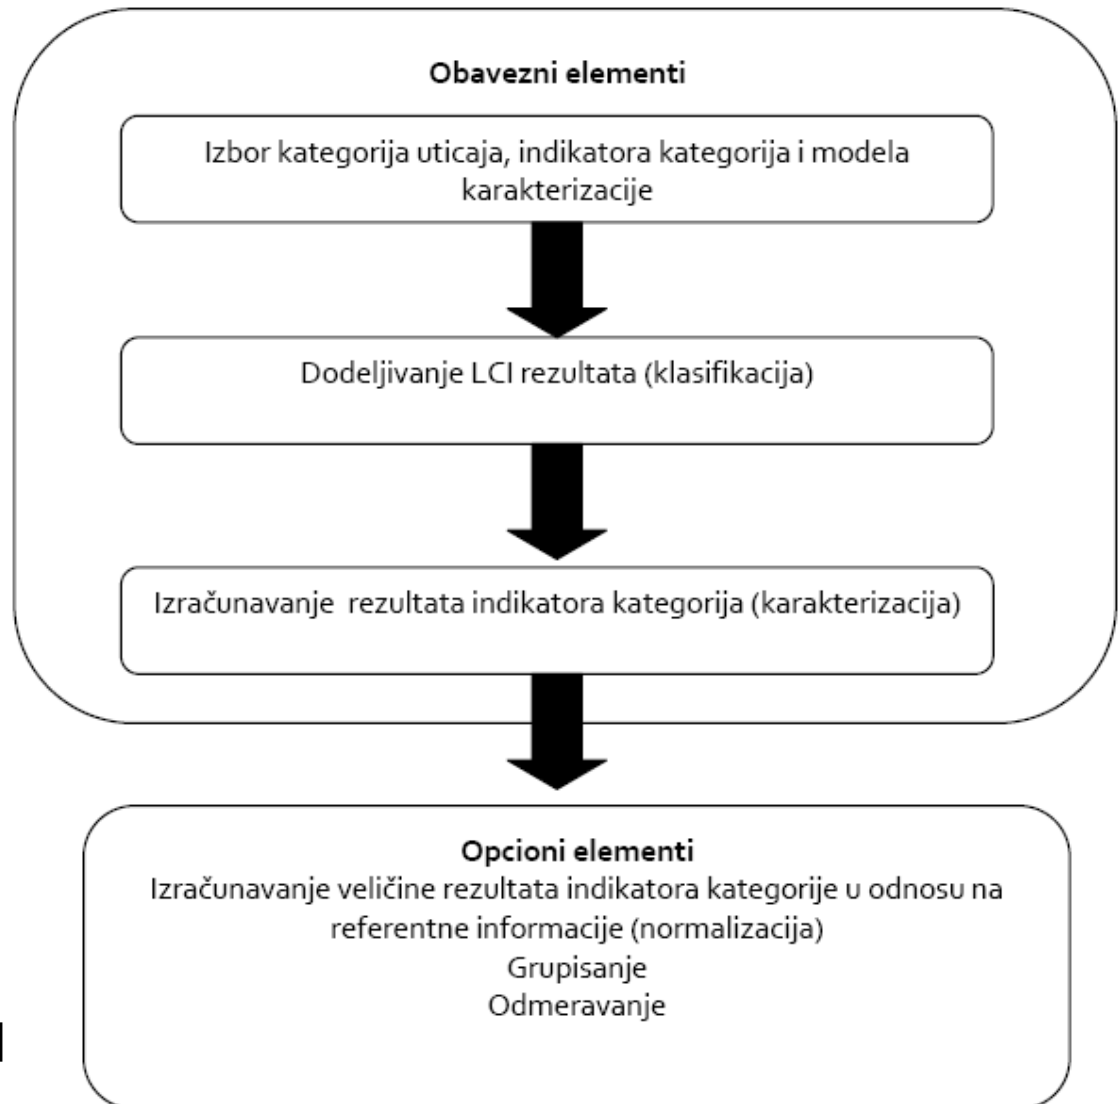 Obavezni elementi
Izbor kategorija uticaja, indikatora kategorija i modela
karakterizacije
Dodeljivanje LCI rezultata (klasifikacija)
Izračunavanje rezultata indikatora kategorija (karakterizacija)
Opcioni elementi
Izračunavanje veličine rezultata indikatora kategorije u odnosu na
referentne informacije (normalizacija)
Grupisanje
Odmeravanje